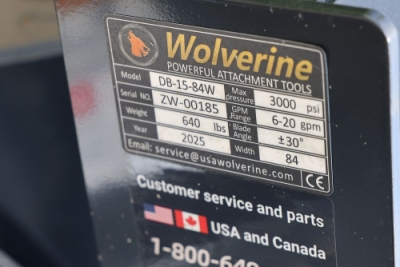 Wolverine
POWERFUL ATTACHMENT TOOLS
Model DB-15-84W Max pressure 3000 psi
Serial NO. ZW-00185 GPM Range 6-20 gpm
Weight 640 lbs Blade Angle ±30°
Year 2025 Width 84
Email: service@usawolverine.com CE
Customer service and parts
USA and Canada
1-800-640